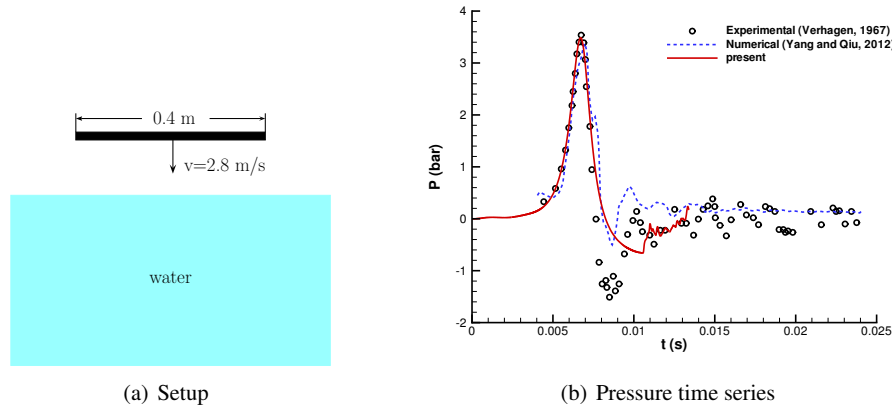 0.4 m
v=2.8 m/s
water
(a) Setup
4
3
2
1
0
-1
-2
P (bar)
0
0.005
0.01
0.015
0.02
0.025
t (s)
Experimental (Verhagen, 1967)
Numerical (Yang and Qiu, 2012)
present
(b) Pressure time series